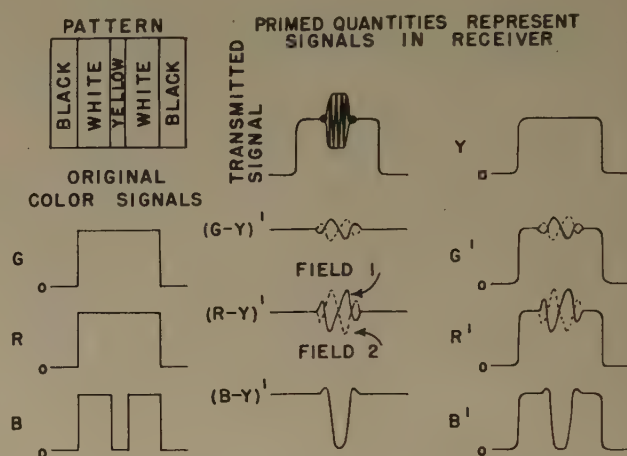 PATTERN
BLACK
WHITE
YELLOW
WHITE
BLACK
PRIMED QUANTITIES REPRESENT
SIGNALS IN RECEIVER
TRANSMITTED
SIGNAL
Y
0
ORIGINAL
COLOR SIGNALS
G
0
(G-Y)'
G'
0
FIELD 1
R
0
(R-Y)'
R'
0
FIELD 2
B
0
(B-Y)'
B'
0